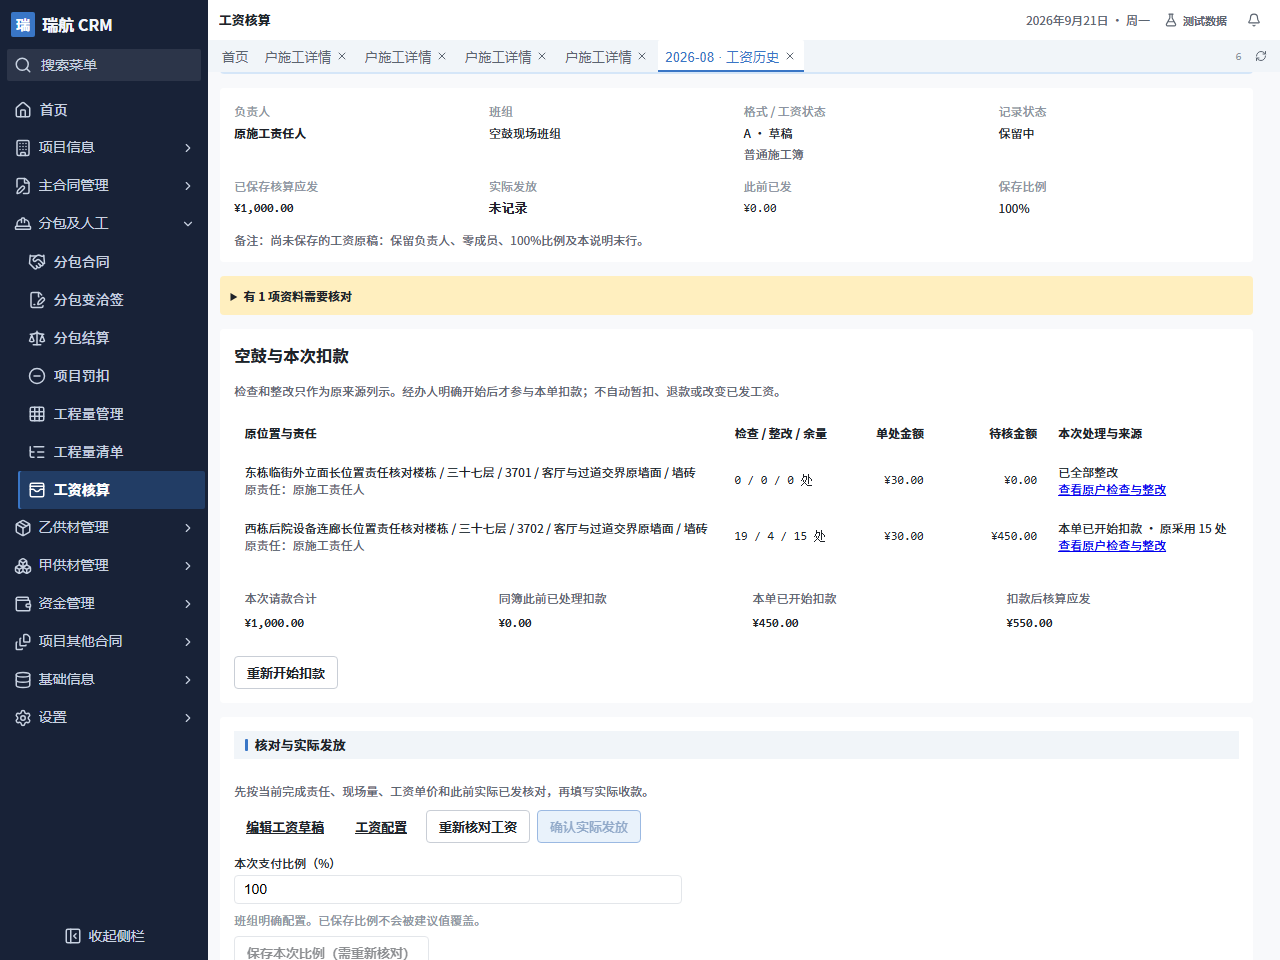 瑞 瑞航 CRM
搜索菜单
首页
项目信息
主合同管理
分包及人工
分包合同
分包变洽签
分包结算
项目罚扣
工程量管理
工程量清单
工资核算
乙供材管理
甲供材管理
资金管理
项目其他合同
基础信息
设置
收起侧栏
工资核算
2026年9月21日 • 周一 测试数据
首页 户施工详情 户施工详情 户施工详情 户施工详情 2026-08 · 工资历史 6
负责人 班组 格式 / 工资状态 记录状态
原施工责任人 空鼓现场班组 A • 草稿 保留中
普通施工簿
已保存核算应发 实际发放 此前已发 保存比例
¥1,000.00 未记录 ¥0.00 100%
备注：尚未保存的工资原稿：保留负责人、零成员、100%比例及本说明末行。
有 1 项资料需要核对
空鼓与本次扣款
检查和整改只作为原来源列示。经办人明确开始后才参与本单扣款；不自动暂扣、退款或改变已发工资。
原位置与责任 检查 / 整改 / 余量 单处金额 待核金额 本次处理与来源
东栋临街外立面长位置责任核对楼栋 / 三十七层 / 3701 / 客厅与过道交界原墙面 / 墙砖 0 / 0 / 0 处 ¥30.00 ¥0.00 已全部整改
原责任：原施工责任人 查看原户检查与整改
西栋后院设备连廊长位置责任核对楼栋 / 三十七层 / 3702 / 客厅与过道交界原墙面 / 墙砖 19 / 4 / 15 处 ¥30.00 ¥450.00 本单已开始扣款 • 原采用 15 处
原责任：原施工责任人 查看原户检查与整改
本次请款合计 同簿此前已处理扣款 本单已开始扣款 扣款后核算应发
¥1,000.00 ¥0.00 ¥450.00 ¥550.00
重新开始扣款
核对与实际发放
先按当前完成责任、现场量、工资单价和此前实际已发核对，再填写实际收款。
编辑工资草稿 工资配置 重新核对工资 确认实际发放
本次支付比例（%）
100
班组明确配置。已保存比例不会被建议值覆盖。
保存本次比例（需重新核对）